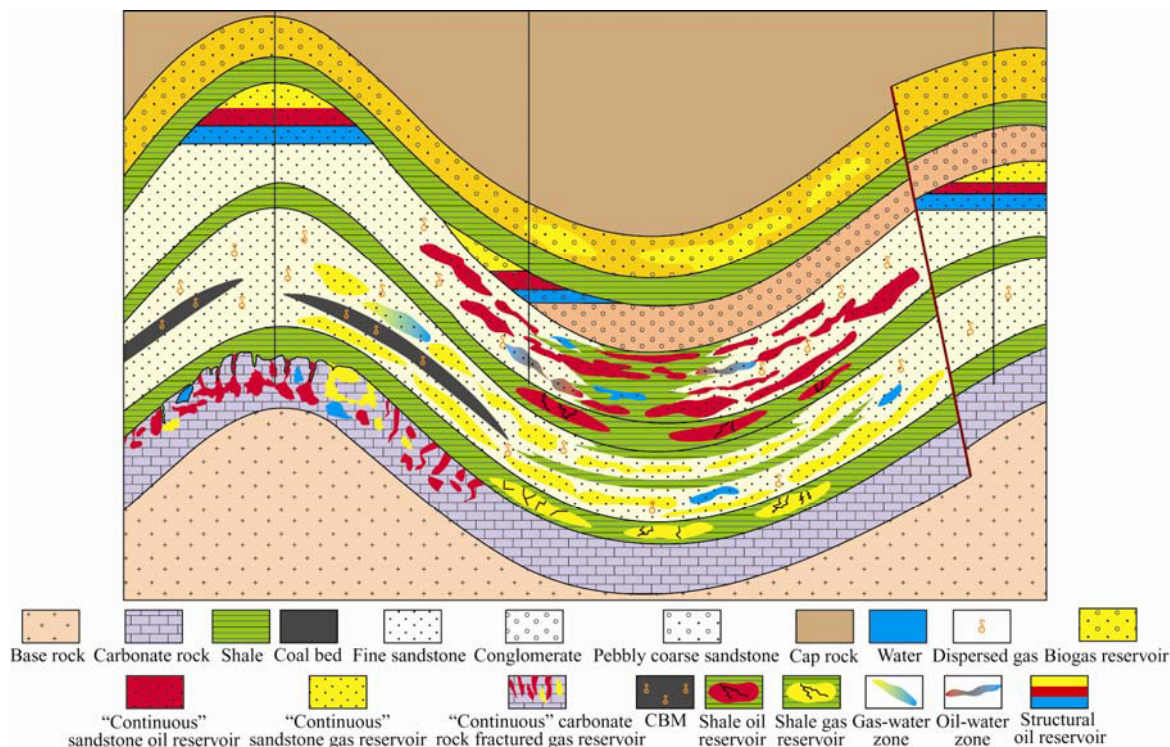 Base rock Carbonate rock Shale Coal bed Fine sandstone Conglomerate Pebbly coarse sandstone Cap rock Water Dispersed gas Biogas reservoir
“Continuous” sandstone oil reservoir
“Continuous” sandstone gas reservoir
“Continuous” carbonate rock fractured gas reservoir
CBM
Shale oil reservoir
Shale gas reservoir
Gas-water zone
Oil-water zone
Structural oil reservoir